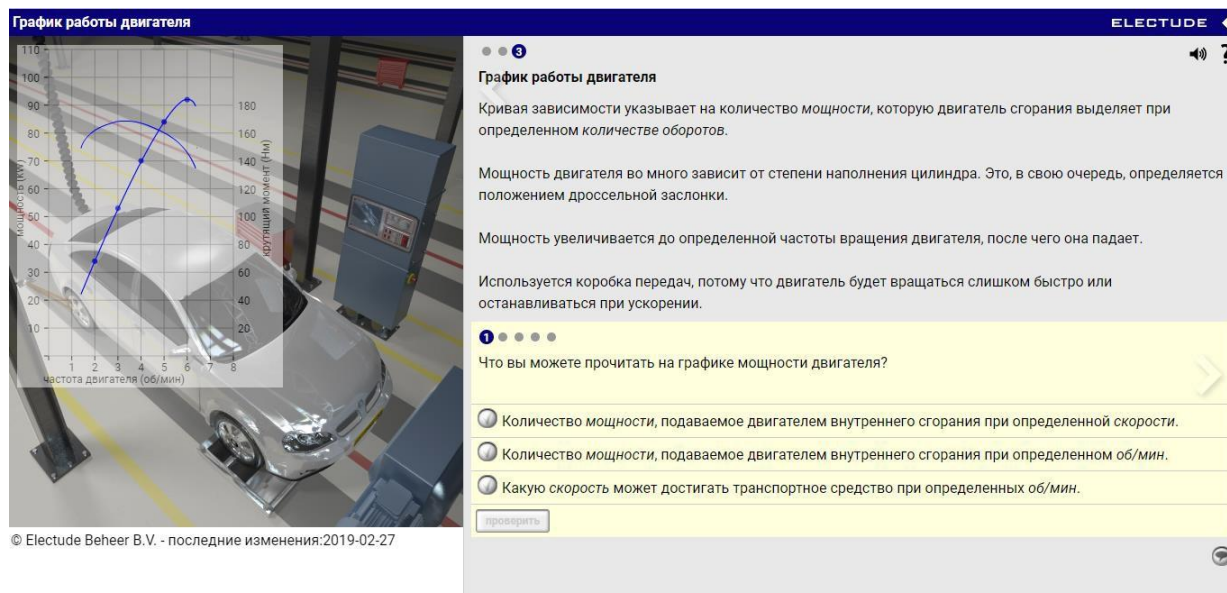 График работы двигателя
ELECTUDE
110
100
90
80
70
60
50
40
30
20
10
180
160
140
120
100
80
60
40
20
мощность (kW)
крутящий момент (Нм)
1 2 3 4 5 6 7 8
частота двигателя (об/мин)
© Electude Beheer B.V. - последние изменения:2019-02-27
3
?
График работы двигателя
Кривая зависимости указывает на количество мощности, которую двигатель сгорания выделяет при
определенном количестве оборотов.
Мощность двигателя во много зависит от степени наполнения цилиндра. Это, в свою очередь, определяется
положением дроссельной заслонки.
Мощность увеличивается до определенной частоты вращения двигателя, после чего она падает.
Используется коробка передач, потому что двигатель будет вращаться слишком быстро или
останавливаться при ускорении.
1
Что вы можете прочитать на графике мощности двигателя?
Количество мощности, подаваемое двигателем внутреннего сгорания при определенной скорости.
Количество мощности, подаваемое двигателем внутреннего сгорания при определенном об/мин.
Какую скорость может достигать транспортное средство при определенных об/мин.
проверить